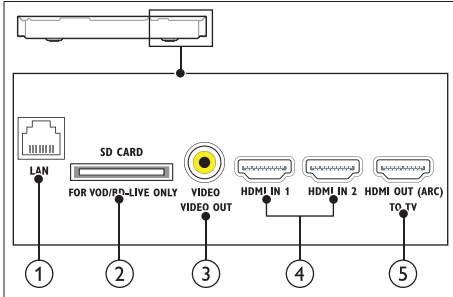 LAN
SD CARD
FOR VOD/BD-LIVE ONLY
VIDEO
VIDEO OUT
HDMI IN 1
HDMI IN 2
HDMI OUT (ARC)
TO TV
1
2
3
4
5